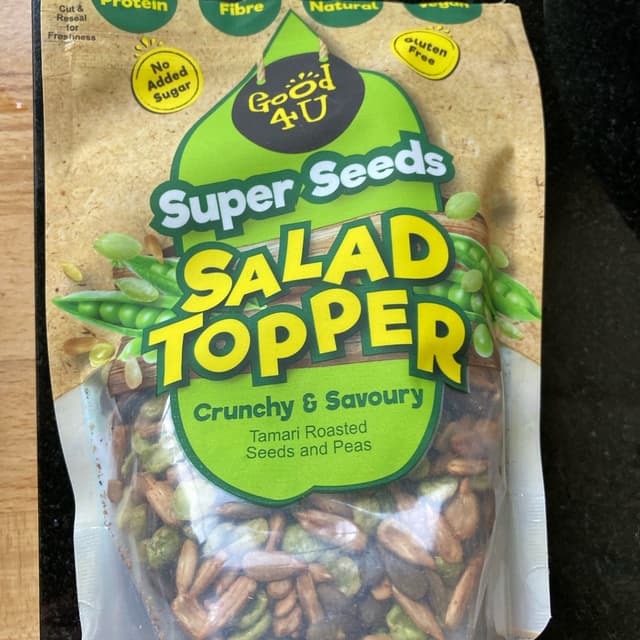 Cut &
Reseal
for
Freshness
Protein
Fibre
Natural
Vegan
No
Added
Sugar
Gluten
Free
Good
4U
Super Seeds
SALAD
TOPPER
Crunchy & Savoury
Tamari Roasted
Seeds and Peas